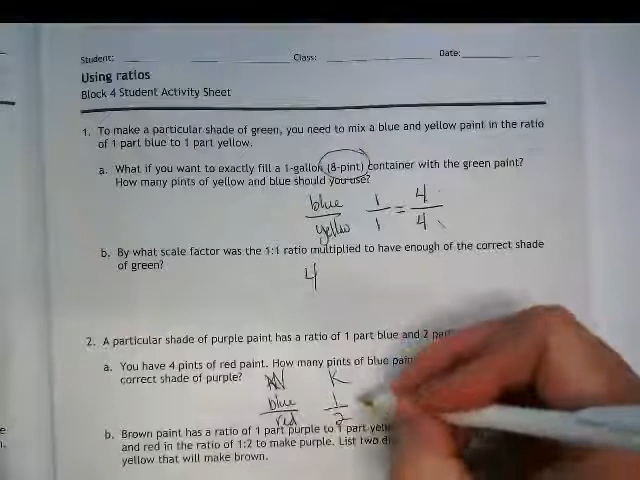 Student: Class: Date:
Using ratios
Block 4 Student Activity Sheet
1. To make a particular shade of green, you need to mix a blue and yellow paint in the ratio
of 1 part blue to 1 part yellow.
a. What if you want to exactly fill a 1-gallon (8-pint) container with the green paint?
How many pints of yellow and blue should you use?
blue 1 4
yellow 1 = 4
b. By what scale factor was the 1:1 ratio multiplied to have enough of the correct shade
of green?
4
2. A particular shade of purple paint has a ratio of 1 part blue and 2
a. You have 4 pints of red paint. How many pints of blue
correct shade of purple?
K
blue 1
red 2
b. Brown paint has a ratio of 1 part purple to 1 part
and red in the ratio of 1:2 to make purple. List two
yellow that will make brown.